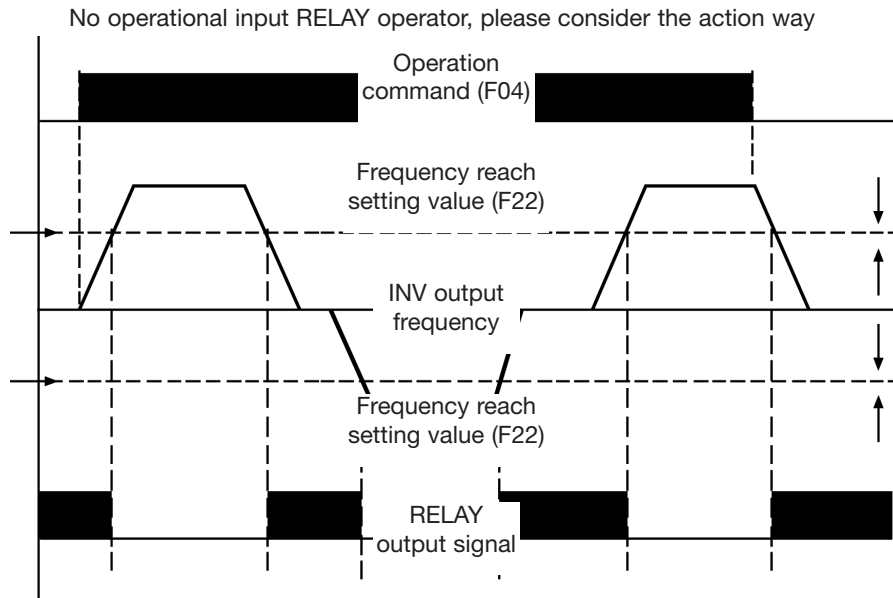 No operational input RELAY operator, please consider the action way
Operation
command (F04)
Frequency reach
setting value (F22)
INV output
frequency
Frequency reach
setting value (F22)
RELAY
output signal